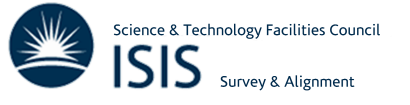 Science & Technology Facilities Council
ISIS
Survey & Alignment